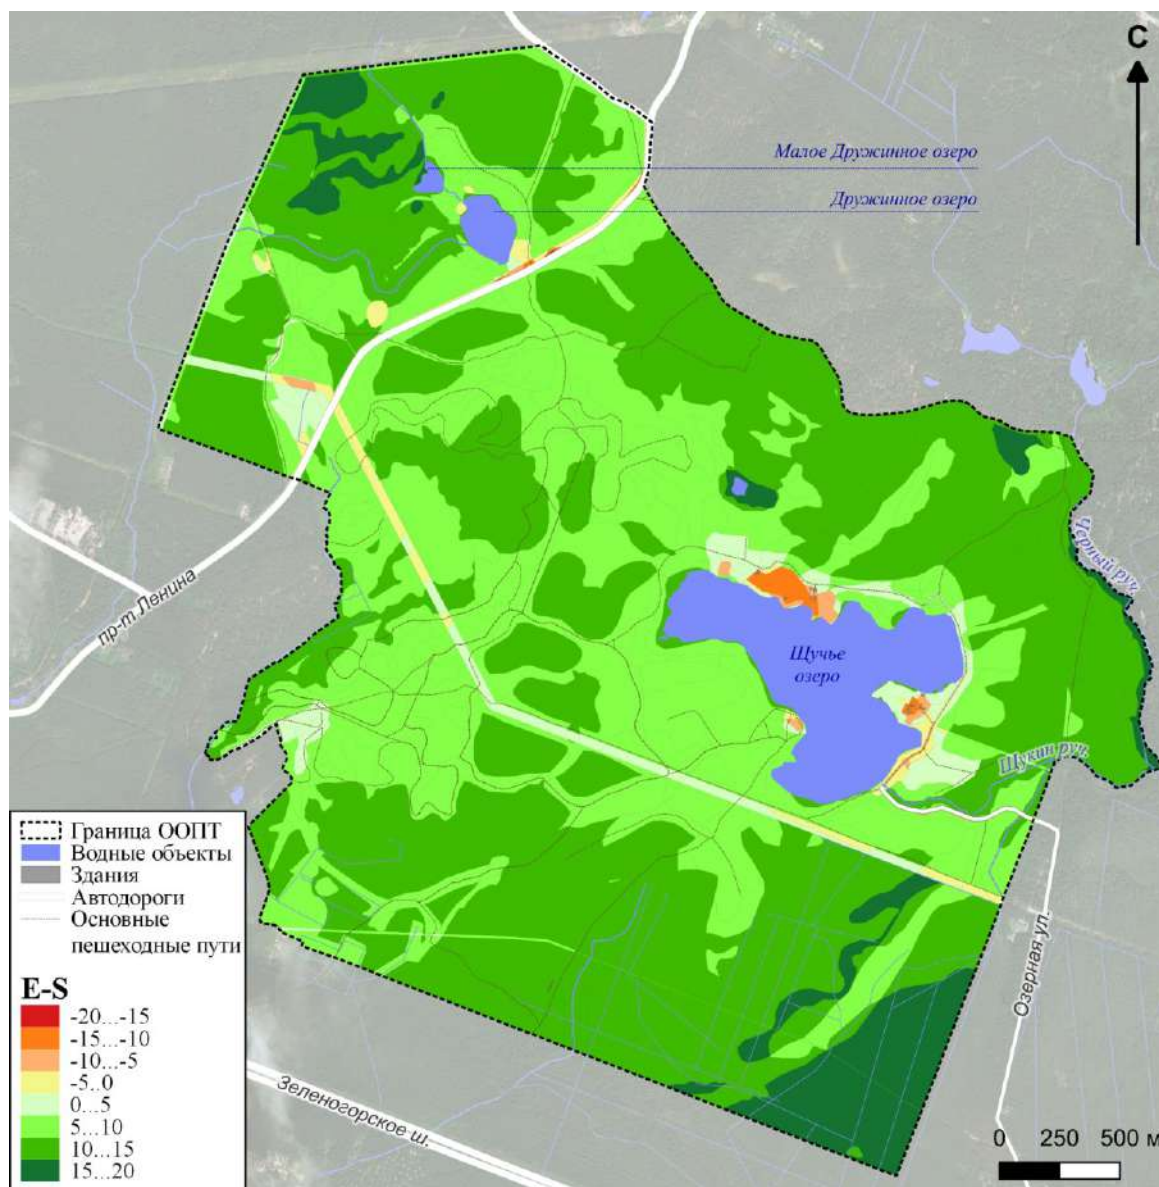 С
Малое Дружинное озеро
Дружинное озеро
Черный руч.
пр-т Ленина
Щучье
озеро
Щукин руч.
Озерная ул.
Зеленогорское ш.
Граница ООПТ
Водные объекты
Здания
Автодороги
Основные
пешеходные пути
E-S
-20...-15
-15...-10
-10...-5
-5...0
0...5
5...10
10...15
15...20
0 250 500 м